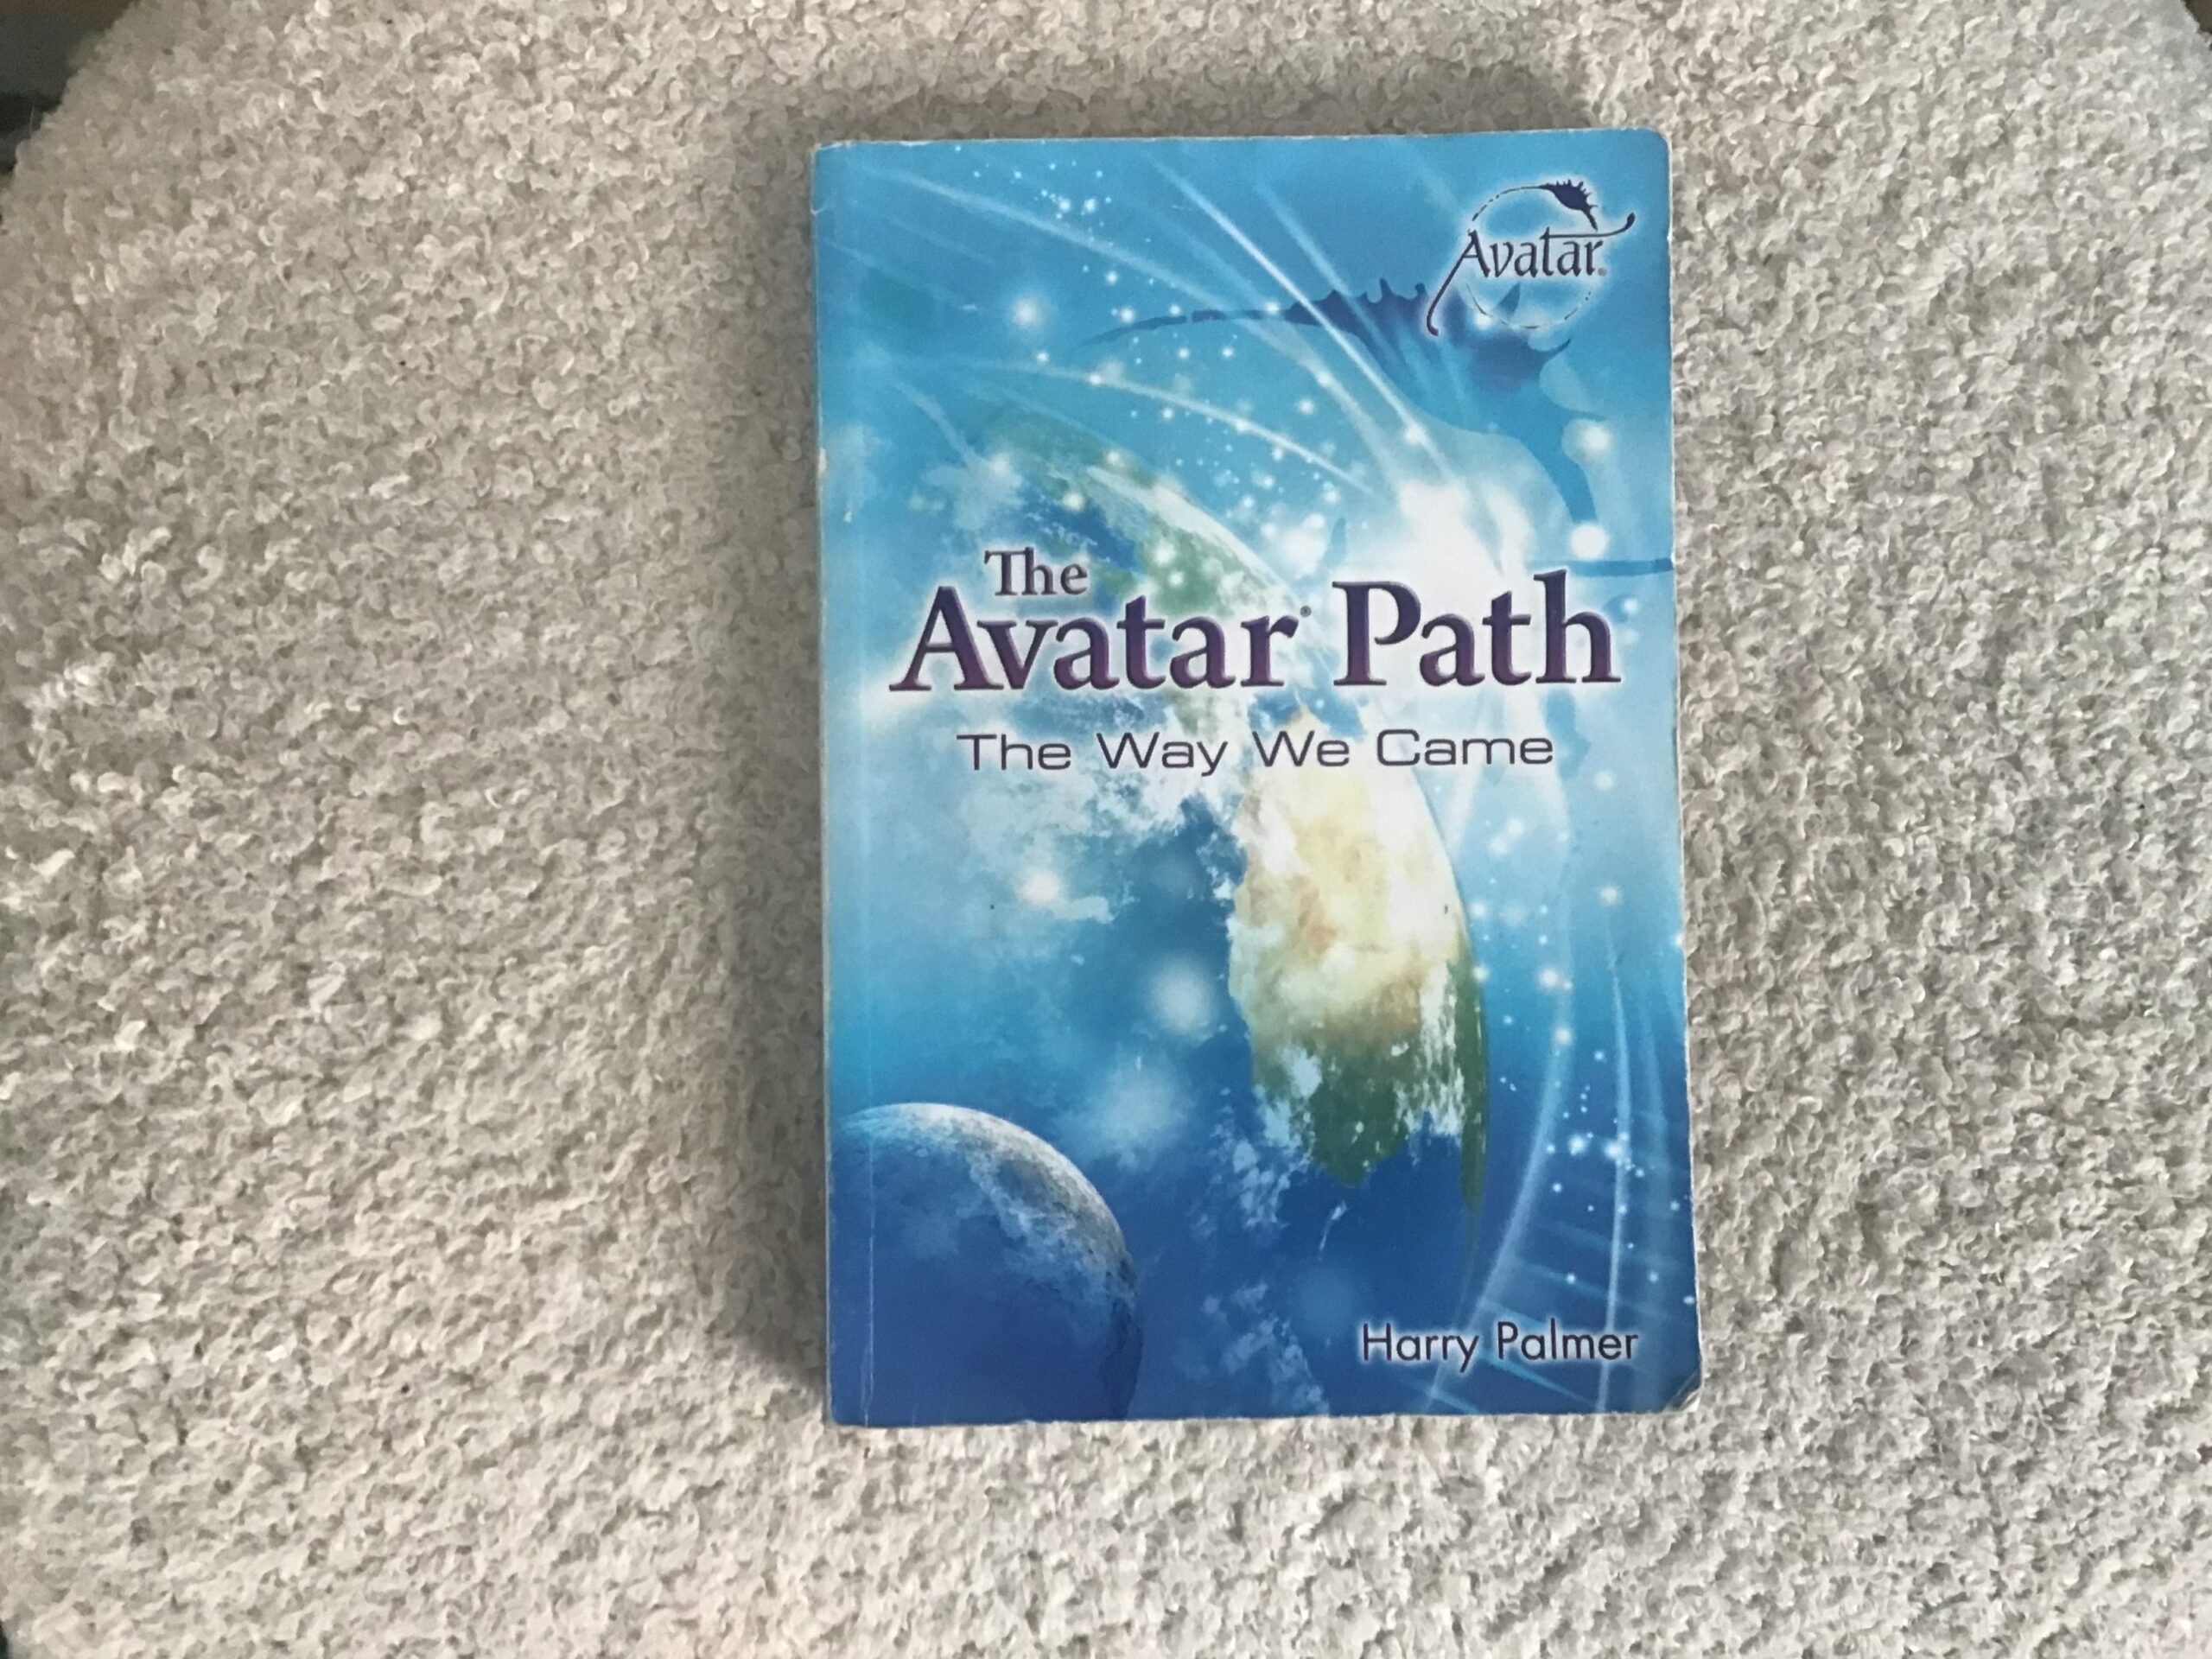 Avatar®
The
Avatar® Path
The Way We Came
Harry Palmer